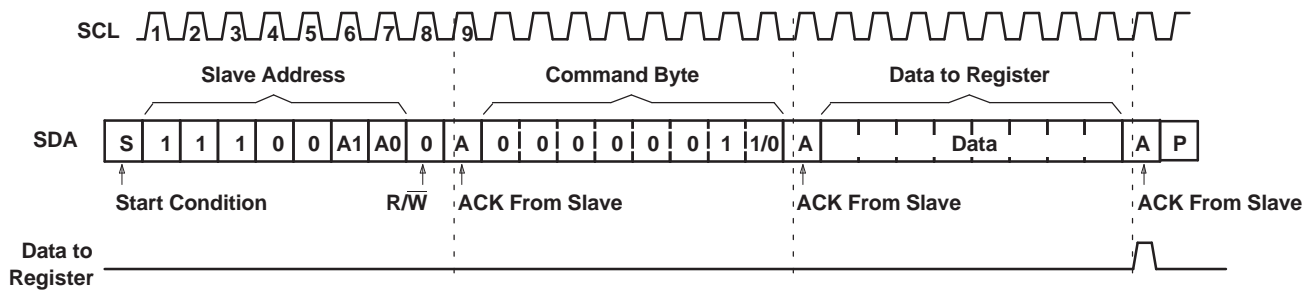 SCL 1 2 3 4 5 6 7 8 9
Slave Address Command Byte Data to Register
SDA S 1 1 1 0 0 A1 A0 0 A 0 0 0 0 0 0 1 1/0 A Data A P
Start Condition R/W ACK From Slave ACK From Slave ACK From Slave
Data to
Register